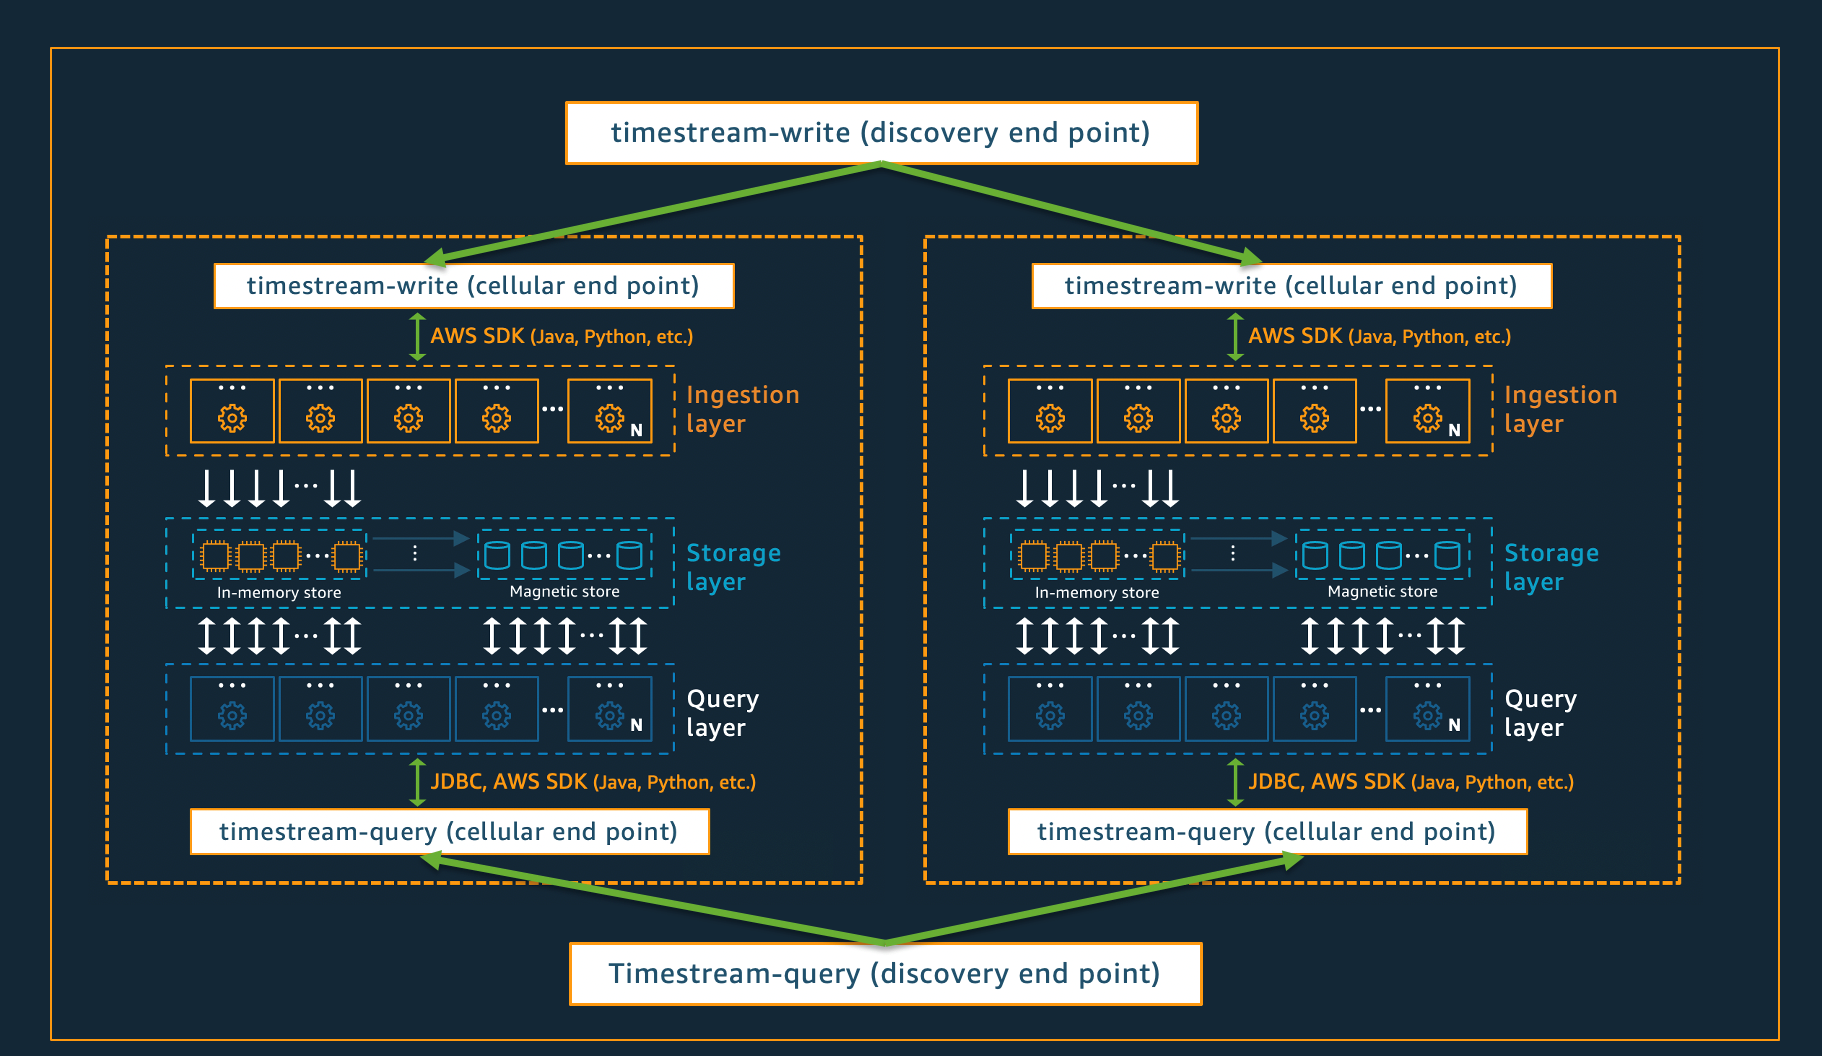 timestream-write (discovery end point)
timestream-write (cellular end point)
AWS SDK (Java, Python, etc.)
Ingestion
layer
N
Storage
layer
In-memory store
Magnetic store
Query
layer
N
JDBC, AWS SDK (Java, Python, etc.)
timestream-query (cellular end point)
timestream-write (cellular end point)
AWS SDK (Java, Python, etc.)
Ingestion
layer
N
Storage
layer
In-memory store
Magnetic store
Query
layer
N
JDBC, AWS SDK (Java, Python, etc.)
timestream-query (cellular end point)
Timestream-query (discovery end point)